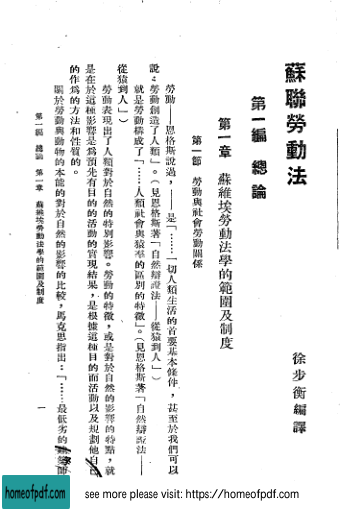 蘇聯勞動法
徐步衡編譯
第一編 總論
第一章 蘇維埃勞動法學的範圍及制度
第一節 勞動與社會勞動關係
勞動——恩格斯說過,——是「……一切人類生活的首要基本條件,甚至於我們可以
說:勞動創造了人類」。(見恩格斯著「自然辯證法——從猿到人」)
就是勞動構成了「……人類社會與猿羣的區別的特徵」。(見恩格斯著「自然辯證法——
從猿到人」)
勞動表現出了人類對於自然的特別影響。勞動的特徵,或是對於自然的影響的特點,就
是在於這種影響是爲預先有目的的活動的實現結果,是根據這種目的而活動以及規劃他自己
的作爲的方法和性質的。
關於勞動與動物的本能的對於自然的影響的比較,馬克思指出:「……最低劣的
第一編 總論 第一章 蘇維埃勞動法學的範圍及制度
一
homeofpdf.com
see more please visit: https://homeofpdf.com